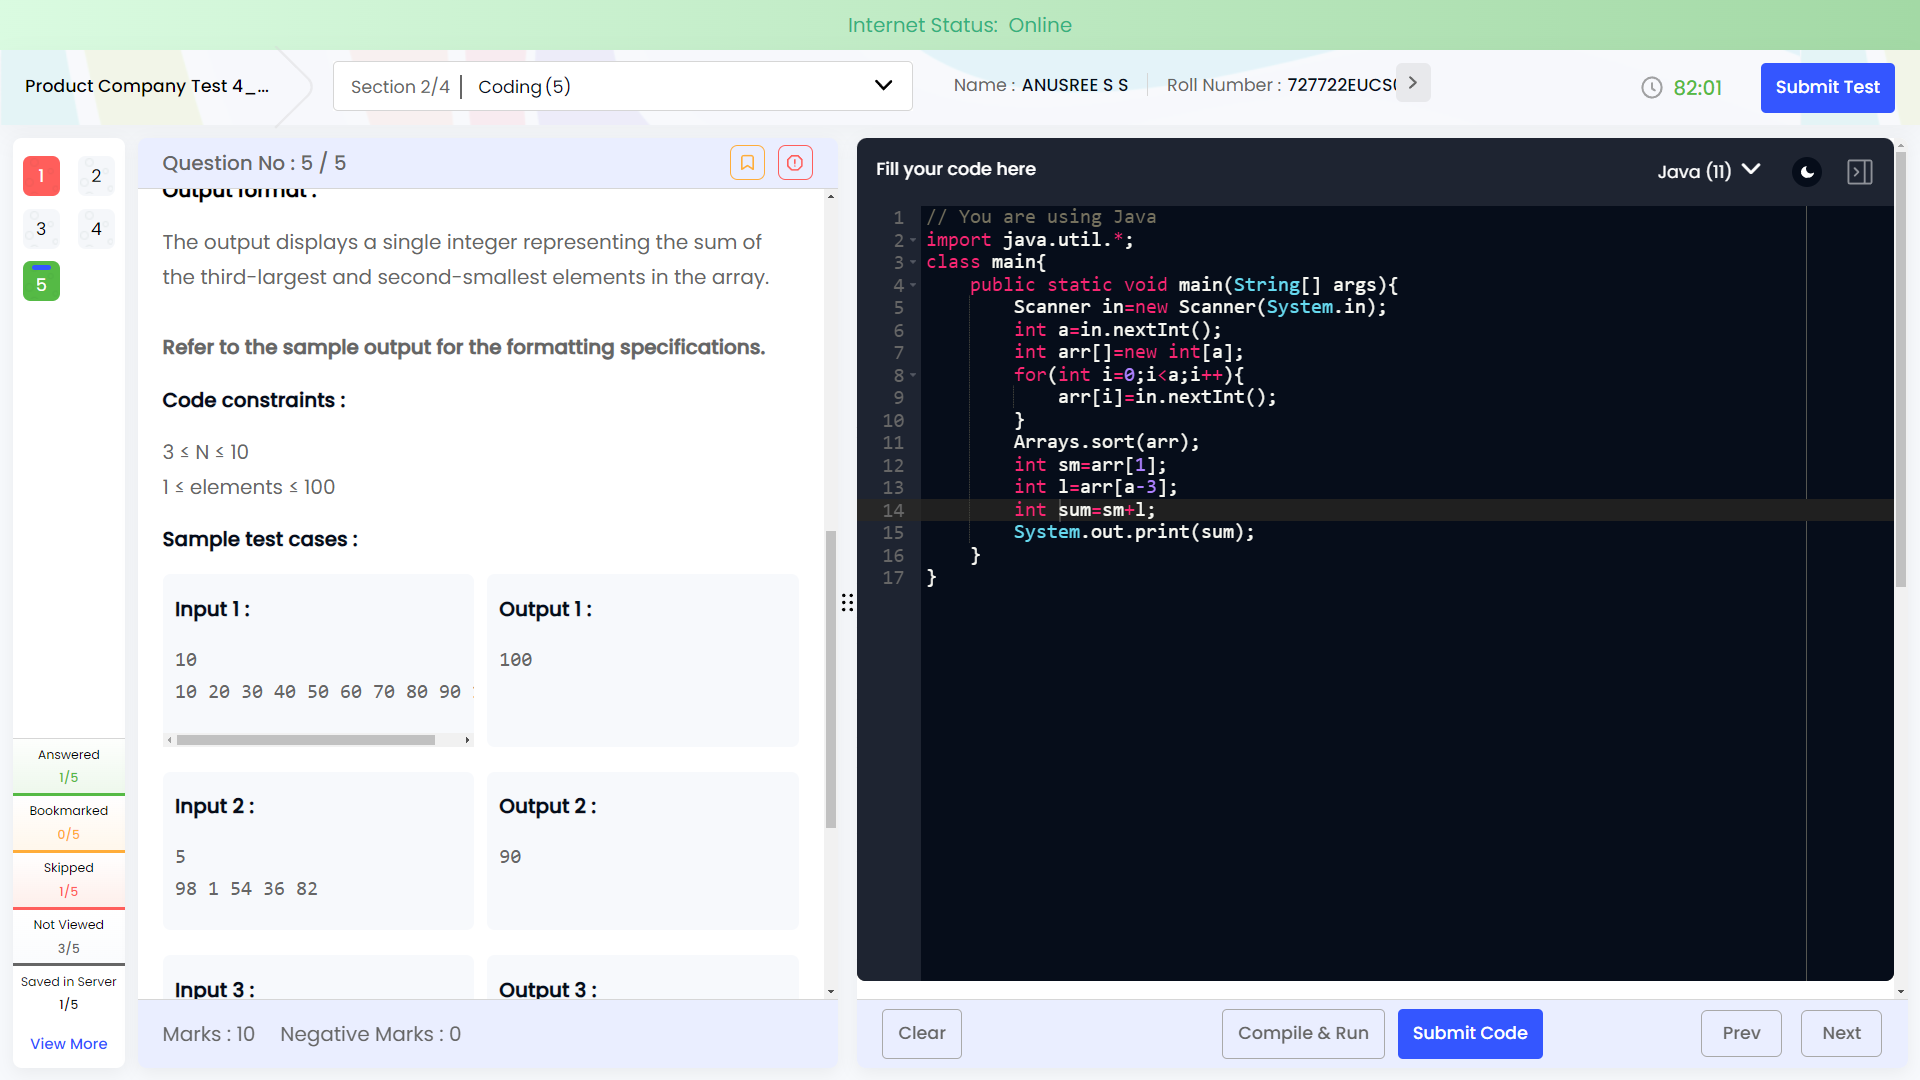 Internet Status: Online
Product Company Test 4_...
Section 2/4 | Coding (5)
Name : ANUSREE S S
Roll Number : 727722EUCS
82:01
Submit Test
1
2
3
4
5
Question No : 5 / 5
Output format :
The output displays a single integer representing the sum of
the third-largest and second-smallest elements in the array.
Refer to the sample output for the formatting specifications.
Code constraints :
3 ≤ N ≤ 10
1 ≤ elements ≤ 100
Sample test cases :
Input 1 :
10
10 20 30 40 50 60 70 80 90
Output 1 :
100
Input 2 :
5
98 1 54 36 82
Output 2 :
90
Input 3 :
Output 3 :
Marks : 10
Negative Marks : 0
Answered
1/5
Bookmarked
0/5
Skipped
1/5
Not Viewed
3/5
Saved in Server
1/5
View More
Fill your code here
Java (11)
1 // You are using Java
2 import java.util.*;
3 class main{
4     public static void main(String[] args){
5         Scanner in=new Scanner(System.in);
6         int a=in.nextInt();
7         int arr[]=new int[a];
8         for(int i=0;i<a;i++){
9             arr[i]=in.nextInt();
10         }
11         Arrays.sort(arr);
12         int sm=arr[1];
13         int l=arr[a-3];
14         int sum=sm+l;
15         System.out.print(sum);
16     }
17 }
Clear
Compile & Run
Submit Code
Prev
Next